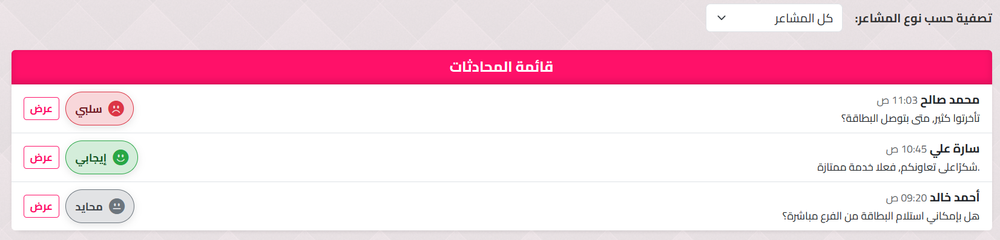 تصفية حسب نوع المشاعر: كل المشاعر
قائمة المحادثات
محمد صالح 11:03 ص
تأخرتوا كثير, متى بتوصل البطاقة؟
سلبي
عرض
سارة علي 10:45 ص
.شكرًاعلى تعاونكم, فعلا خدمة ممتازة
إيجابي
عرض
أحمد خالد 09:20 ص
هل بإمكاني استلام البطاقة من الفرع مباشرة؟
محايد
عرض